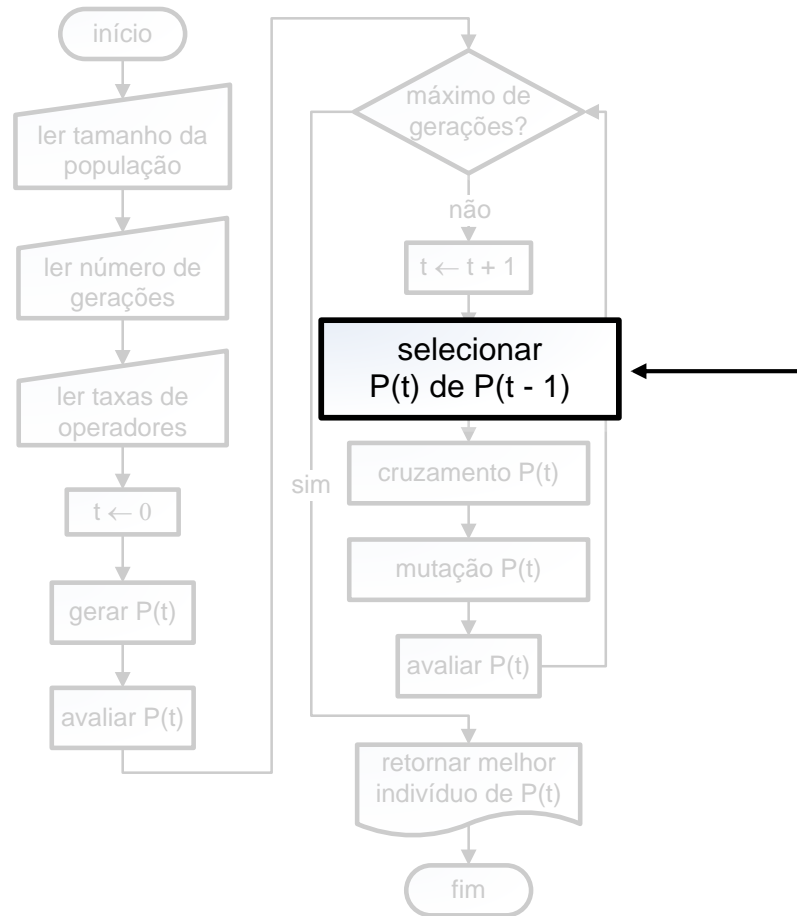 início
ler tamanho da
população
ler número de
gerações
ler taxas de
operadores
t ← 0
gerar P(t)
avaliar P(t)
máximo de
gerações?
não
t ← t + 1
selecionar
P(t) de P(t - 1)
cruzamento P(t)
sim
mutação P(t)
avaliar P(t)
retornar melhor
indivíduo de P(t)
fim